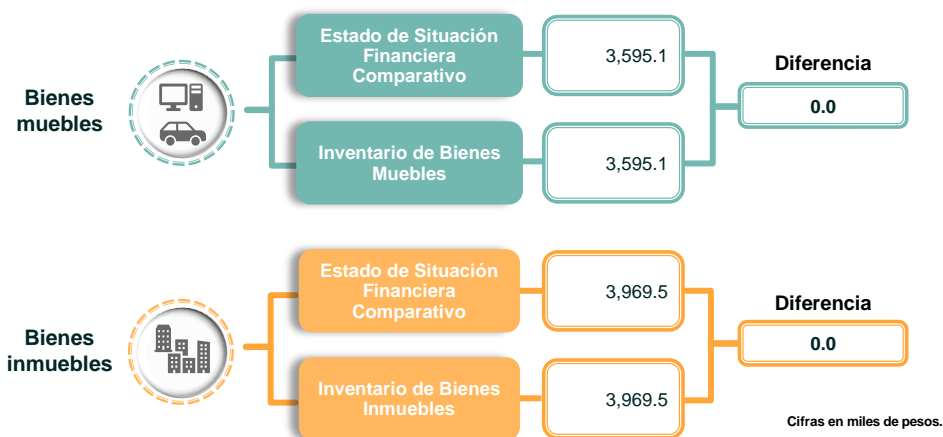 Bienes
muebles
Estado de Situación
Financiera
Comparativo
3,595.1
Inventario de Bienes
Muebles
3,595.1
Diferencia
0.0
Bienes
inmuebles
Estado de Situación
Financiera
Comparativo
3,969.5
Inventario de Bienes
Inmuebles
3,969.5
Diferencia
0.0
Cifras en miles de pesos.